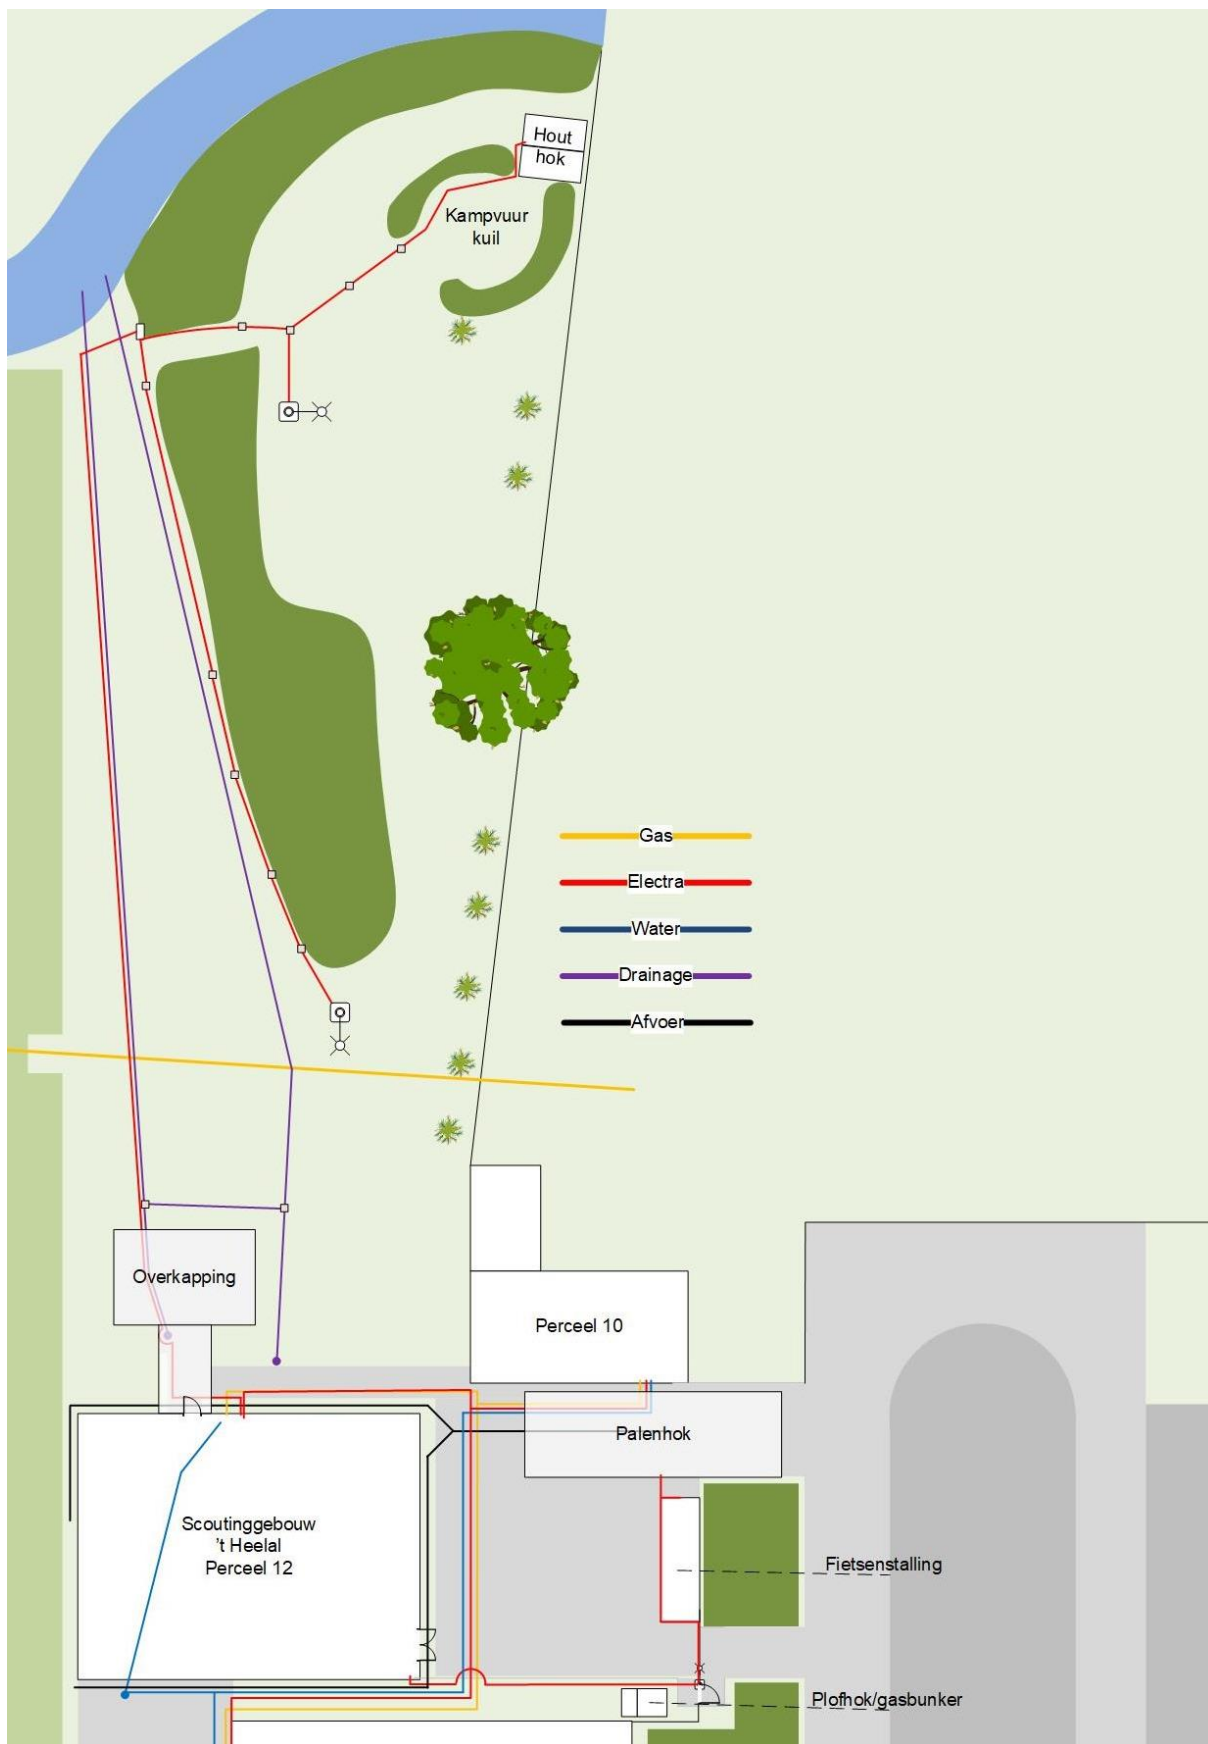 Hout
hok
Kampvuur
kuil
Gas
Electra
Water
Drainage
Afvoer
Overkapping
Perceel 10
Palenhok
Scoutinggebouw
't Heelal
Perceel 12
Fietsenstalling
Plofhok/gasbunker